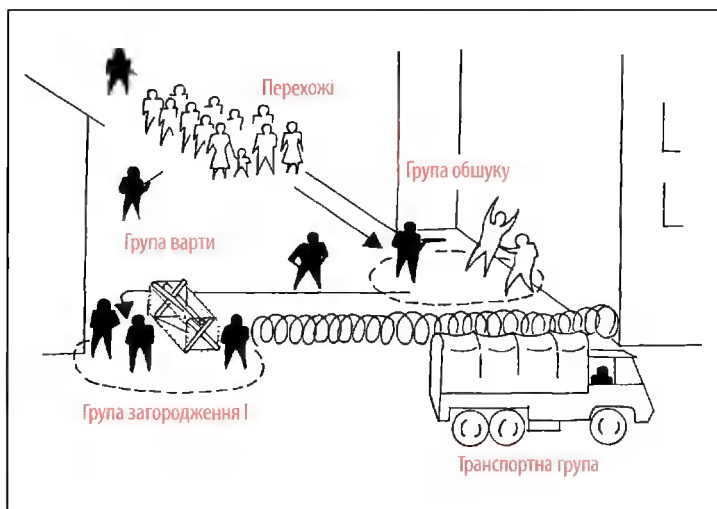 Перехожі
Група обшуку
Група варти
Група загородження I
Транспортна група